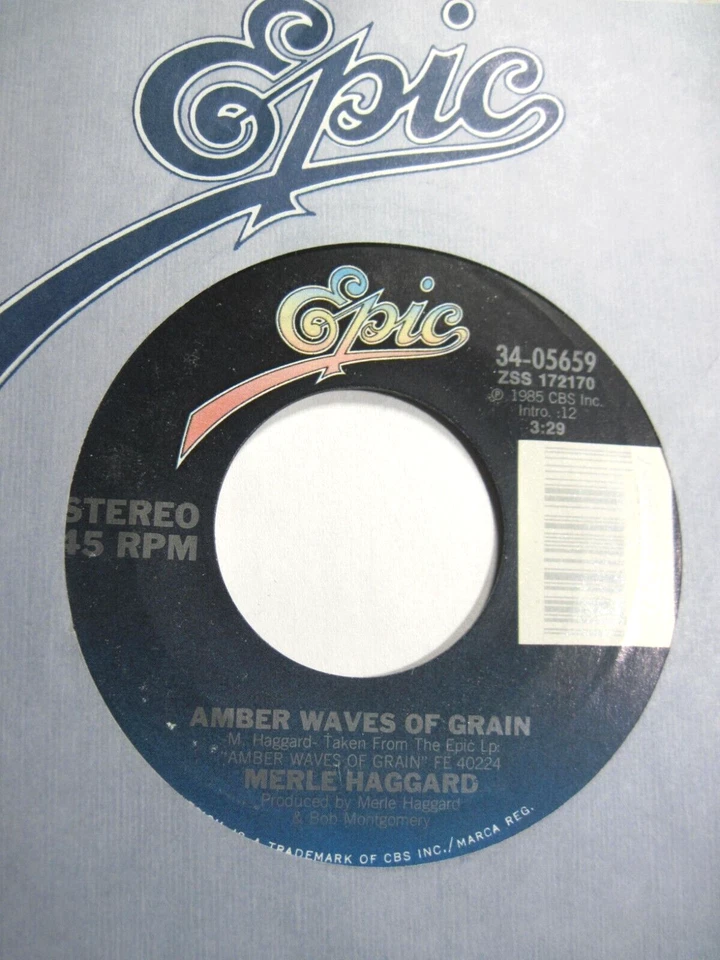 Epic
Epic
34-05659
ZSS 172170
℗ 1985 CBS Inc.
Intro. :12
3:29
STEREO
45 RPM
AMBER WAVES OF GRAIN
-M. Haggard- Taken From The Epic Lp:
"AMBER WAVES OF GRAIN" FE 40224
MERLE HAGGARD
Produced by Merle Haggard
& Bob Montgomery
IS A TRADEMARK OF CBS INC./MARCA REG.